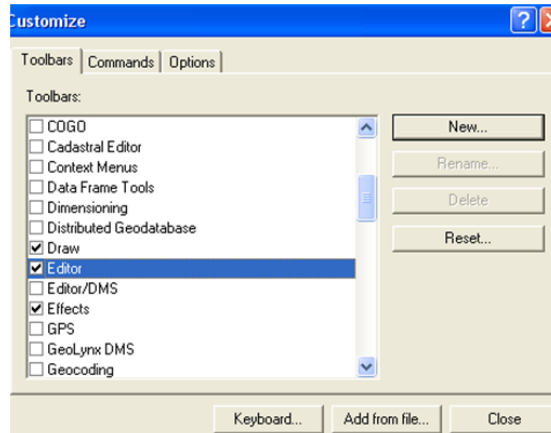 Customize
Toolbars Commands Options
Toolbars:
COGO
Cadastral Editor
Context Menus
Data Frame Tools
Dimensioning
Distributed Geodatabase
Draw
Editor
Editor/DMS
Effects
GPS
GeoLynx DMS
Geocoding
New...
Rename...
Delete
Reset...
Keyboard... Add from file... Close